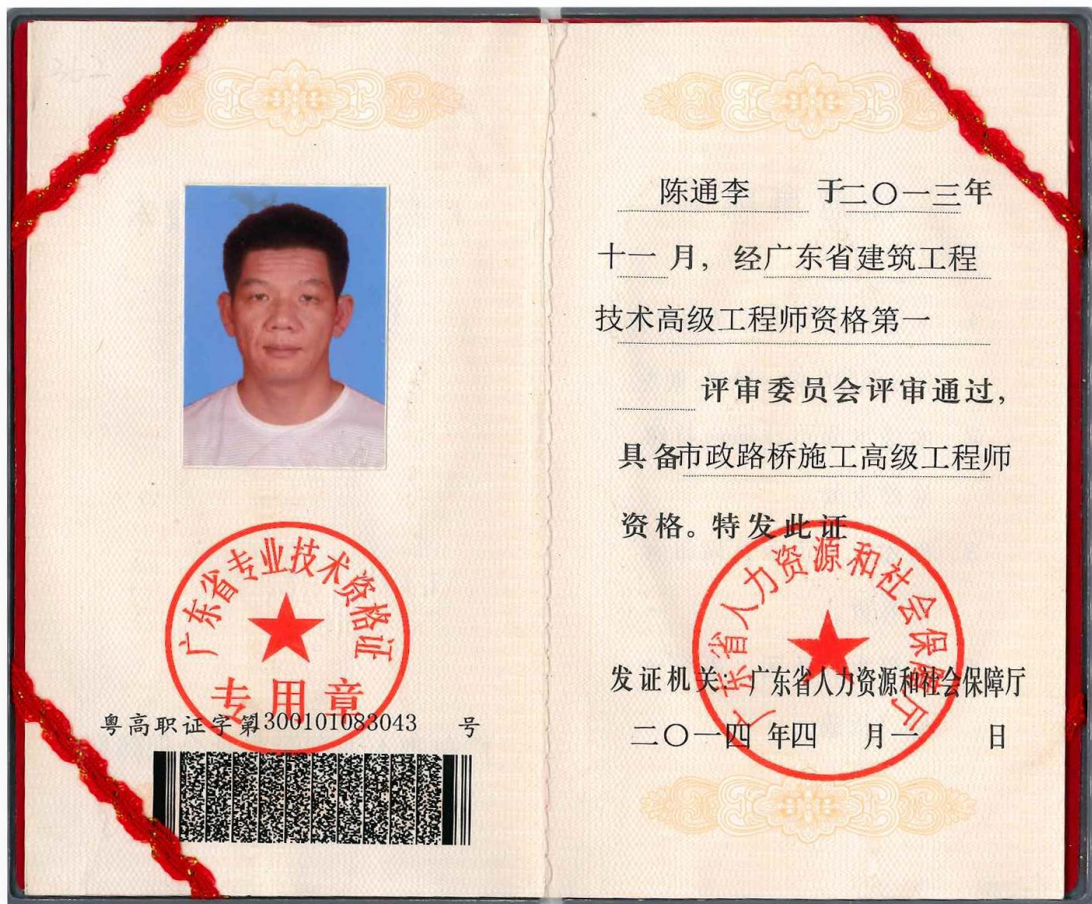 广东省专业技术资格证
专用章
粤高职证字第1300101083043 号
陈通李 于二〇一三年
十一月，经广东省建筑工程
技术高级工程师资格第一
评审委员会评审通过，
具备市政路桥施工高级工程师
资格。特发此证
广东省人力资源和社会保障厅
发证机关：广东省人力资源和社会保障厅
二〇一四 年四 月一 日